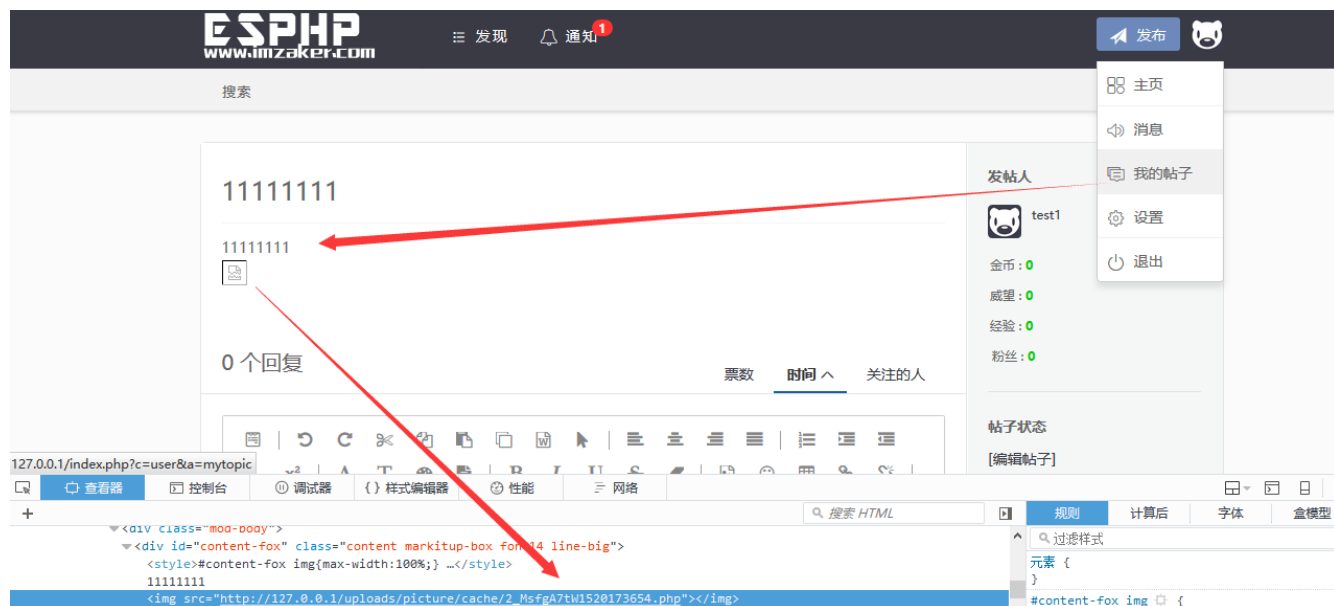 ESPHP
www.imzaker.com
发现
通知
1
发布
主页
消息
我的帖子
设置
退出
搜索
11111111
11111111
0 个回复
票数 时间 关注的人
发帖人
test1
金币 : 0
威望 : 0
经验 : 0
粉丝 : 0
帖子状态
[编辑帖子]
127.0.0.1/index.php?c=user&a=mytopic
查看器 控制台 调试器 {} 样式编辑器 性能 网络
+ 搜索 HTML
规则 计算后 字体 盒模型
<div class="mod-body">
<div id="content-fox" class="content markitup-box font-14 line-big">
<style>#content-fox img{max-width:100%;} …</style>
11111111
<img src="http://127.0.0.1/uploads/picture/cache/2_MsfgA7tW1520173654.php"></img>
过滤样式
元素 {
}
#content-fox img {